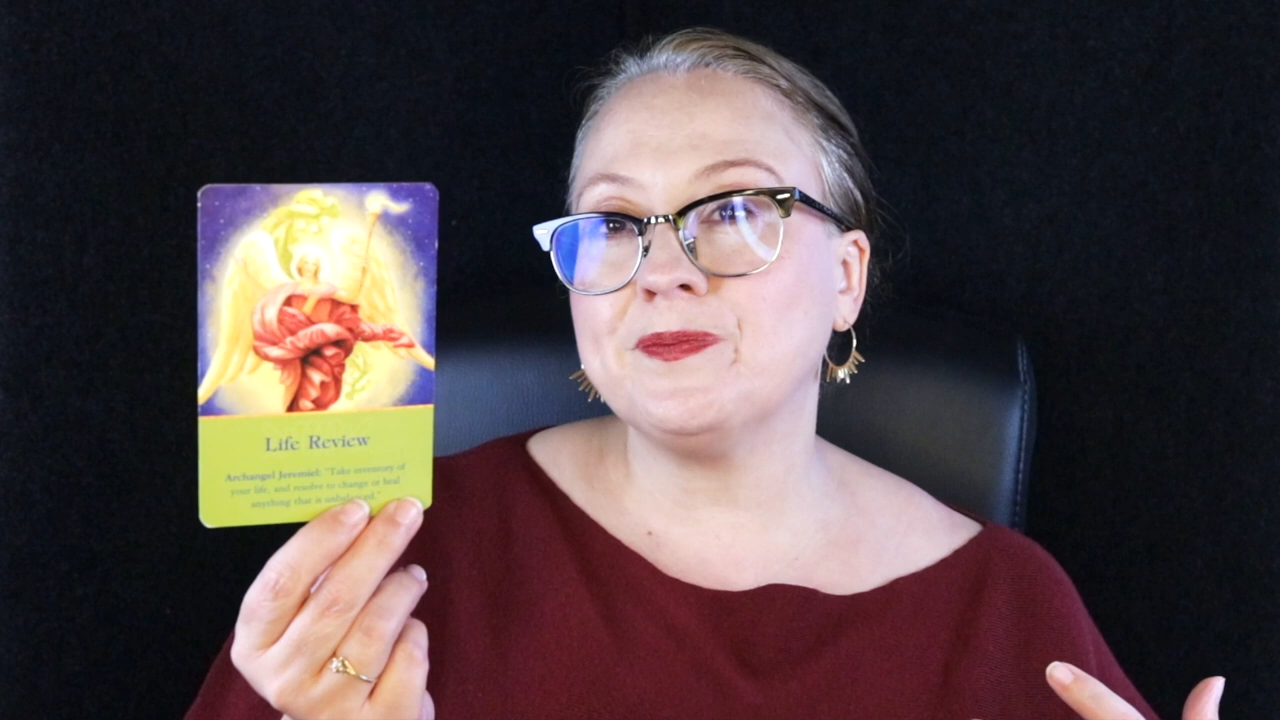 Life Review
Archangel Jeremiel: "Take inventory of
your life, and resolve to change or heal
anything that is unbalanced."